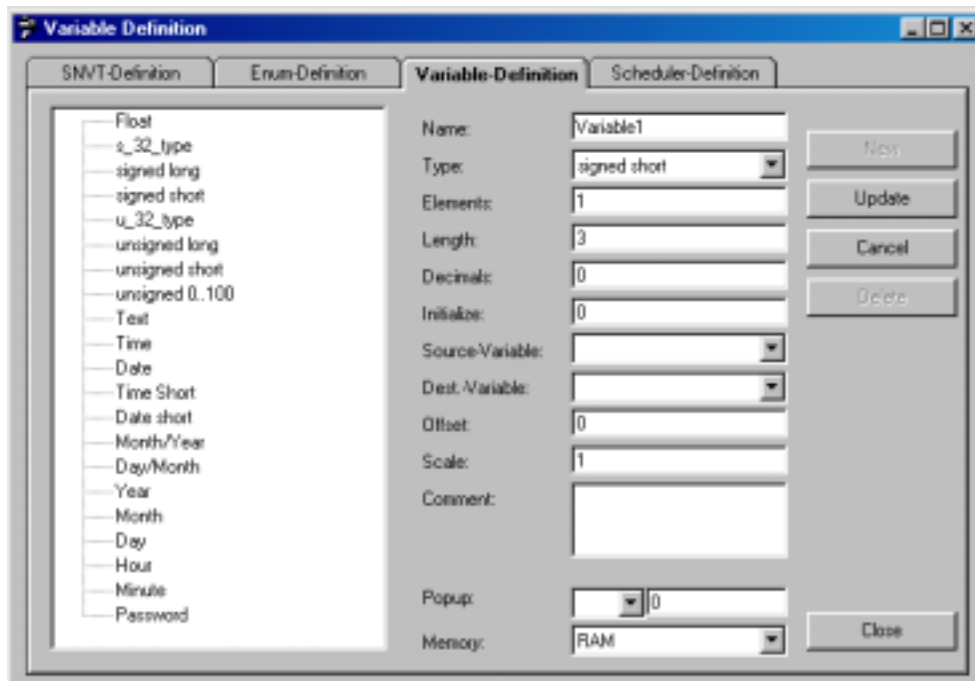 Variable Definition
SNVT-Definition
Enum-Definition
Variable-Definition
Scheduler-Definition
Float
s_32_type
signed long
signed short
u_32_type
unsigned long
unsigned short
unsigned 0..100
Text
Time
Date
Time Short
Date short
Month/Year
Day/Month
Year
Month
Day
Hour
Minute
Password
Name: Variable1
Type: signed short
Elements: 1
Length: 3
Decimals: 0
Initialize: 0
Source-Variable:
Dest.-Variable:
Offset: 0
Scale: 1
Comment:
Popup: 0
Memory: RAM
New
Update
Cancel
Delete
Close